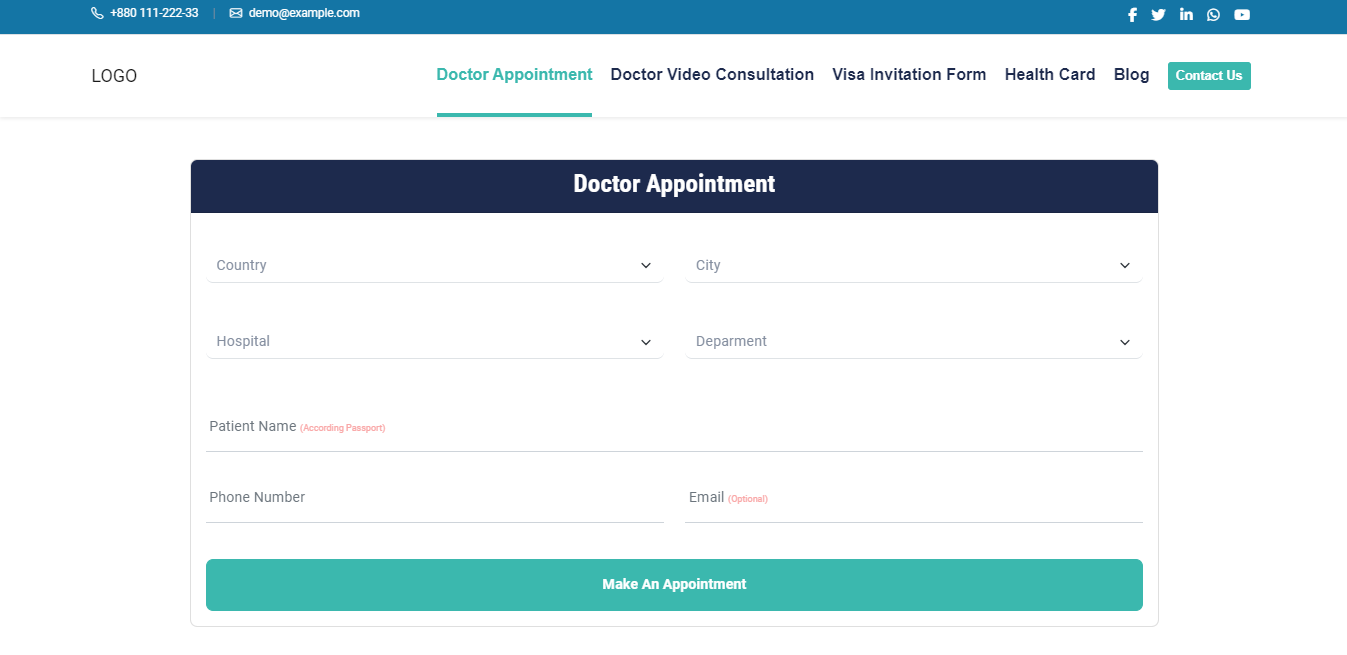 +880 111-222-33 | demo@example.com
LOGO
Doctor Appointment Doctor Video Consultation Visa Invitation Form Health Card Blog Contact Us
Doctor Appointment
Country City
Hospital Deparment
Patient Name (According Passport)
Phone Number Email (Optional)
Make An Appointment